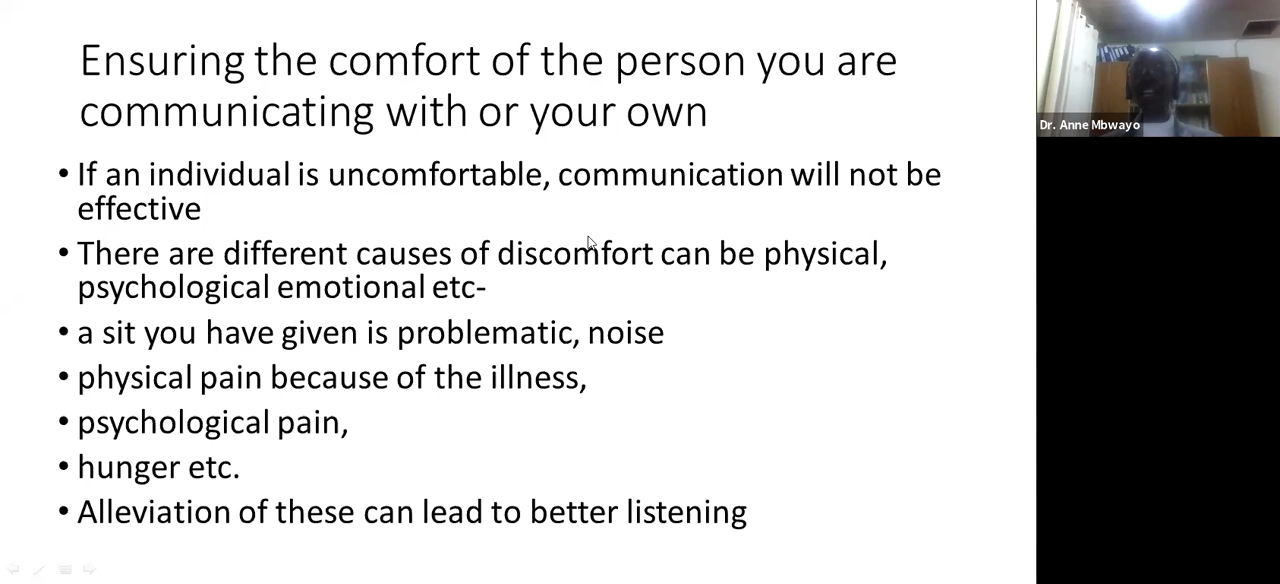 Ensuring the comfort of the person you are
communicating with or your own
• If an individual is uncomfortable, communication will not be
effective
• There are different causes of discomfort can be physical,
psychological emotional etc-
• a sit you have given is problematic, noise
• physical pain because of the illness,
• psychological pain,
• hunger etc.
• Alleviation of these can lead to better listening
Dr. Anne Mbwayo